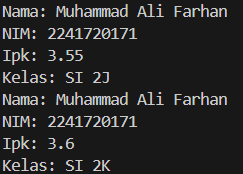 Nama: Muhammad Ali Farhan
NIM: 2241720171
Ipk: 3.55
Kelas: SI 2J
Nama: Muhammad Ali Farhan
NIM: 2241720171
Ipk: 3.6
Kelas: SI 2K